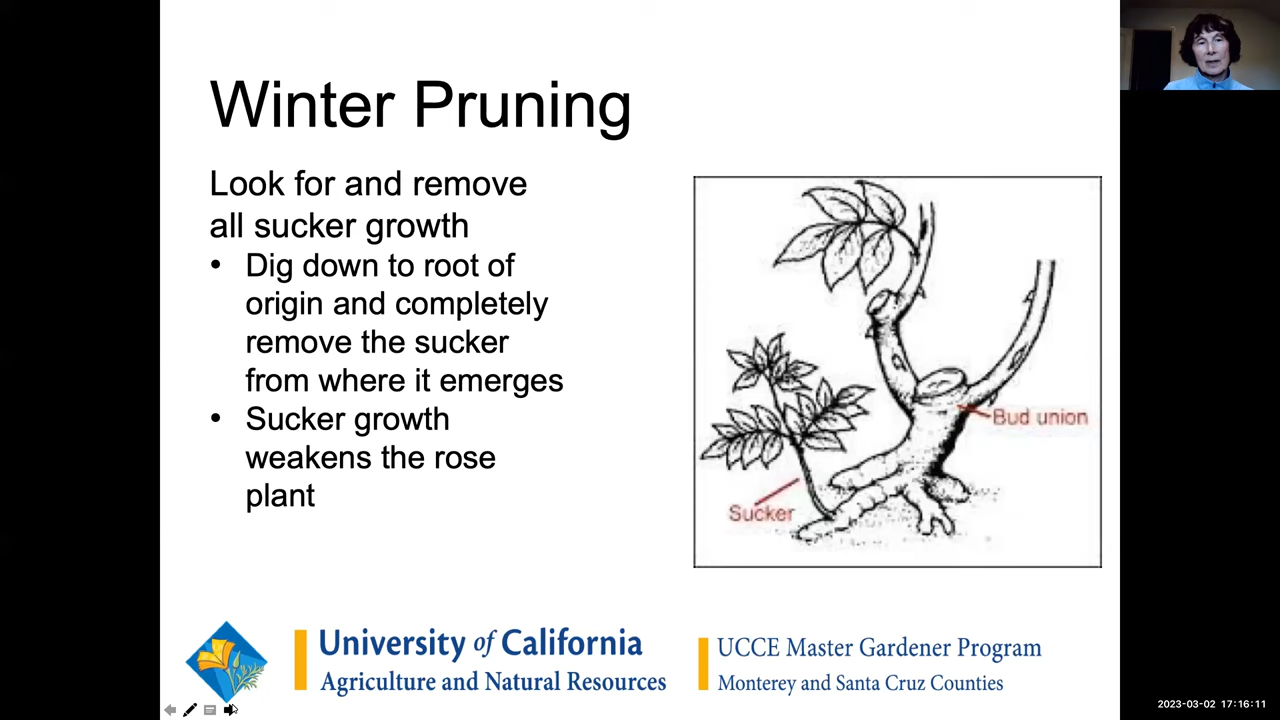 Winter Pruning
Look for and remove
all sucker growth
• Dig down to root of
origin and completely
remove the sucker
from where it emerges
• Sucker growth
weakens the rose
plant
Bud union
Sucker
University of California
Agriculture and Natural Resources
UCCE Master Gardener Program
Monterey and Santa Cruz Counties
2023-03-02 17:16:11